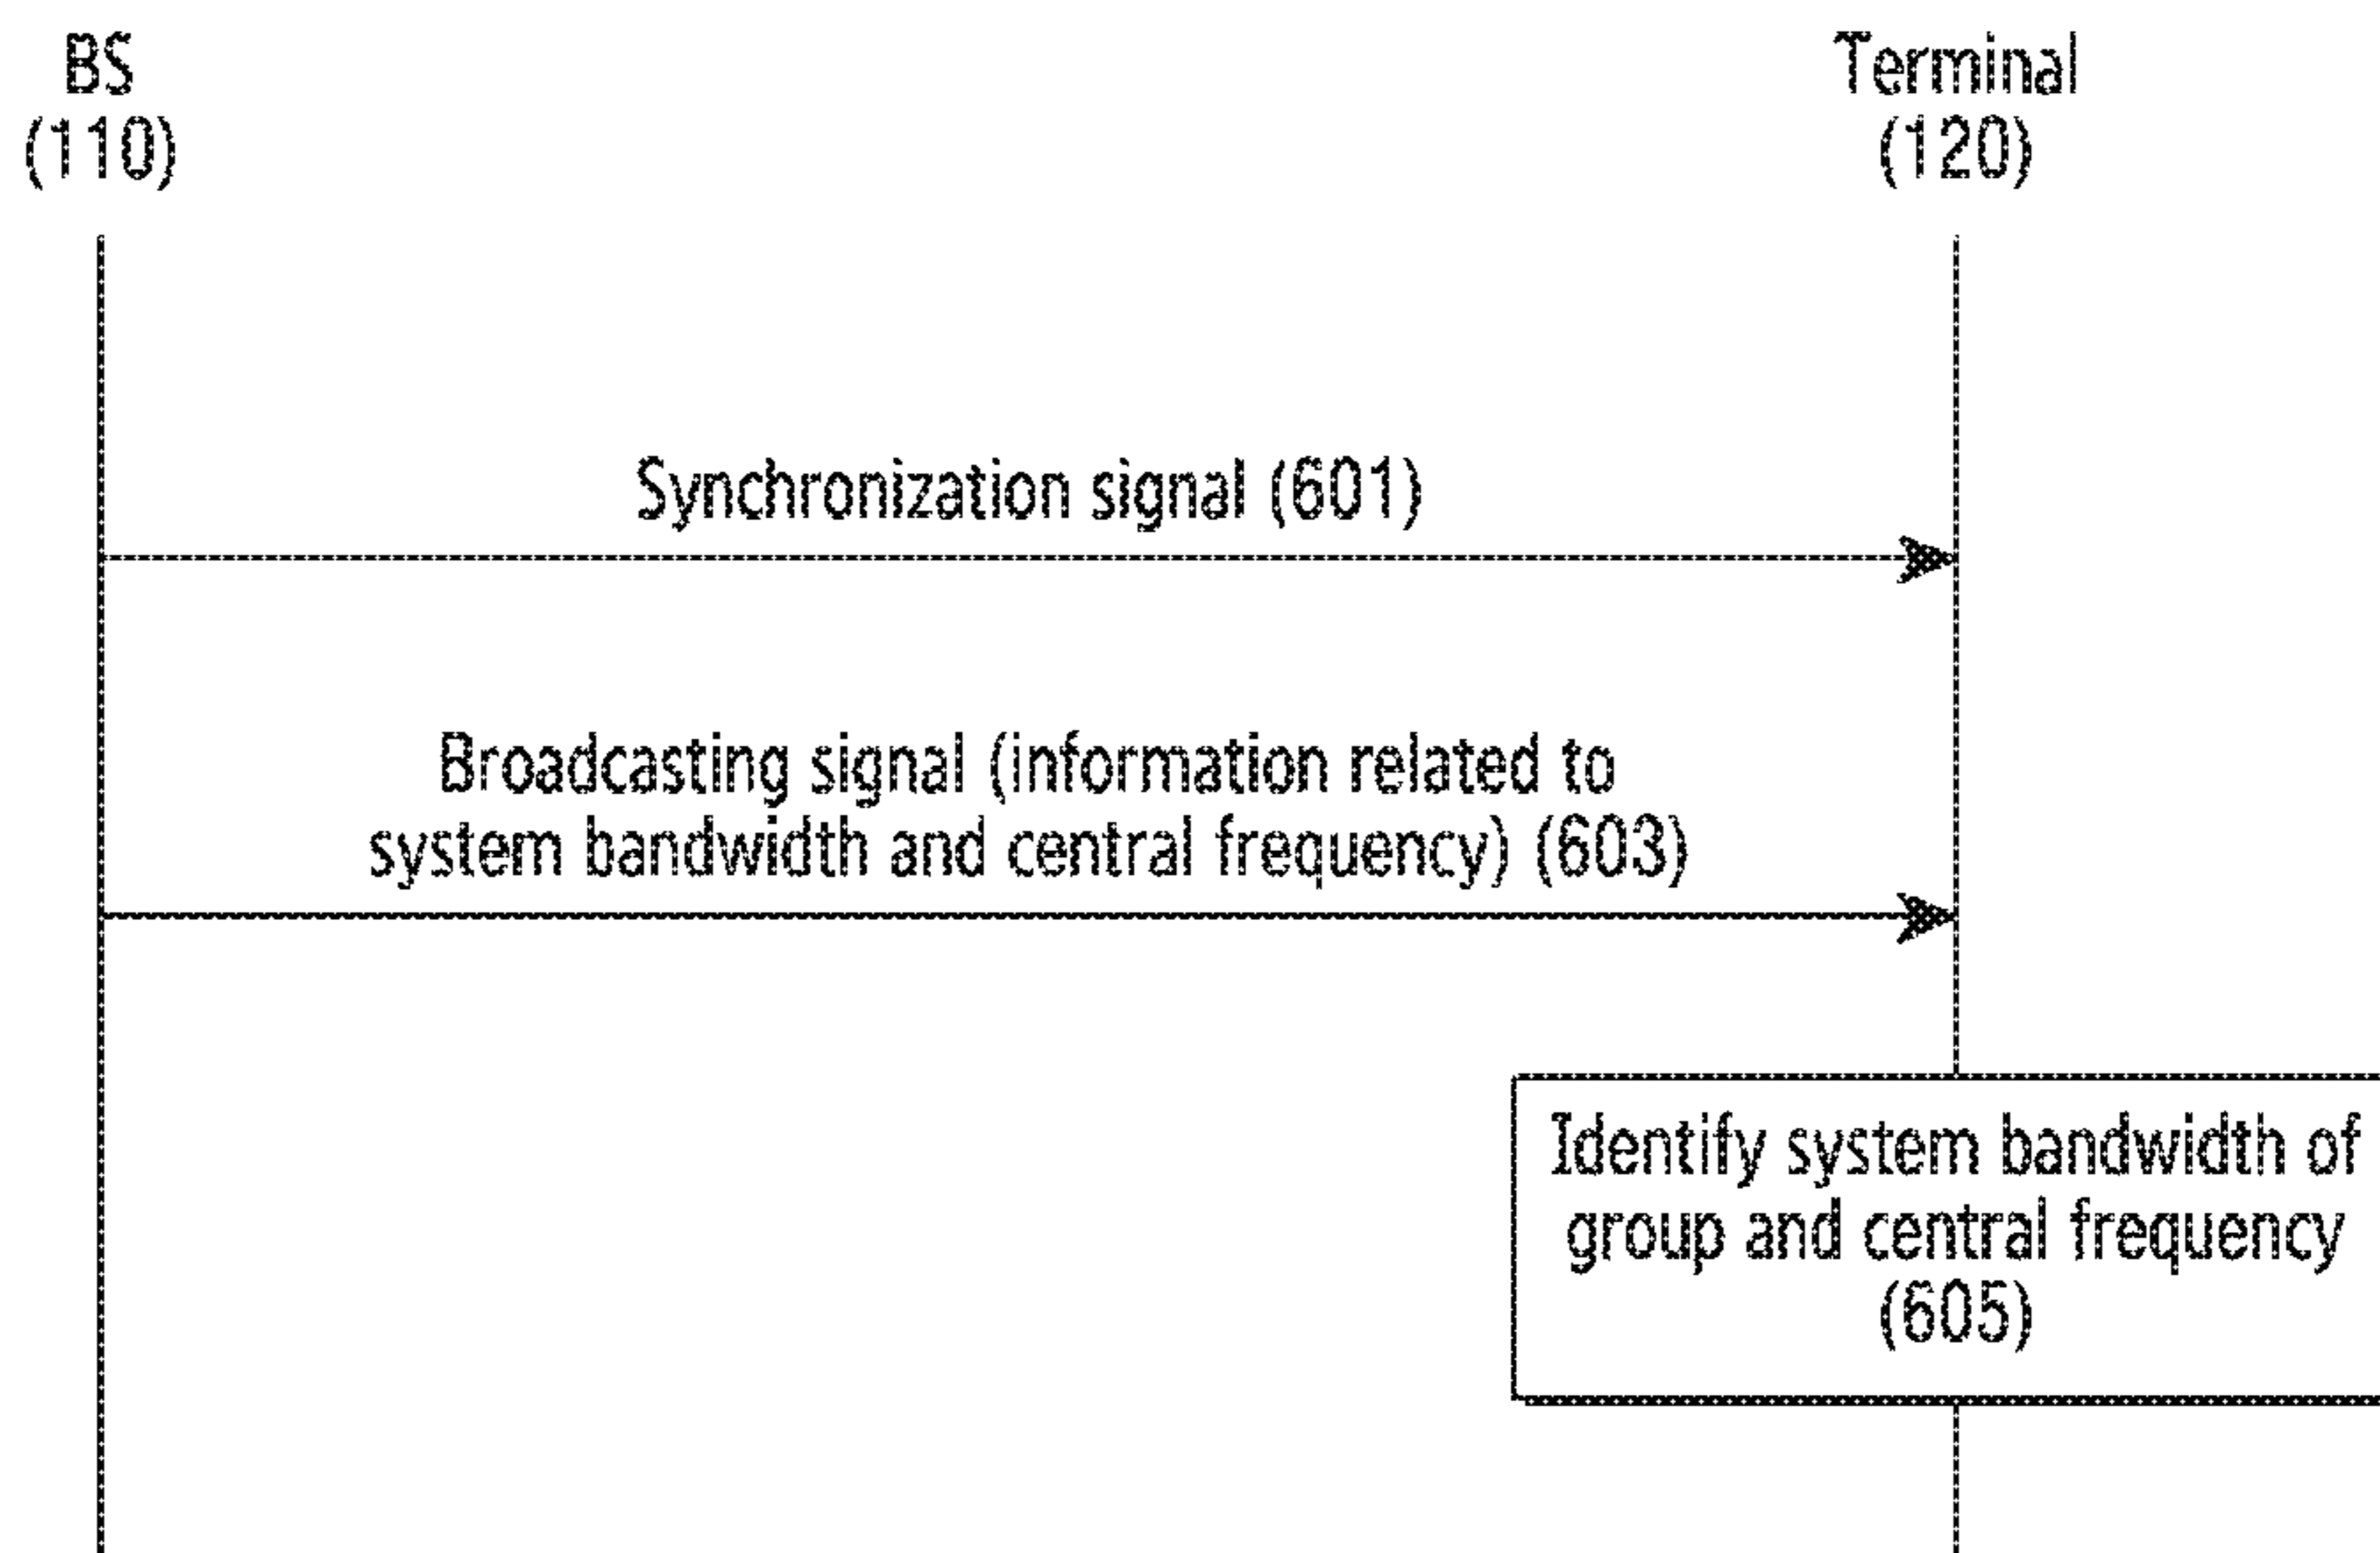 BS
(110)
Terminal
(120)
Synchronization signal (601)
Broadcasting signal (information related to
system bandwidth and central frequency) (603)
Identify system bandwidth of
group and central frequency
(605)